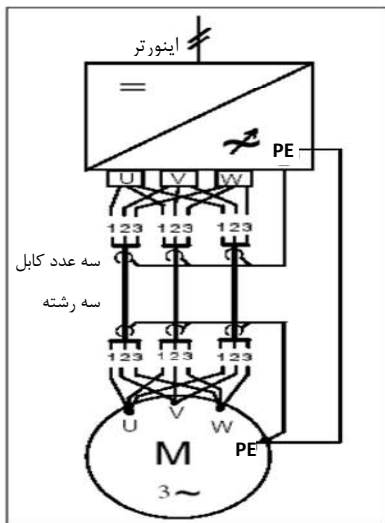 اینورتر
=
PE
U V W
123 123 123
سه عدد کابل
سه رشته
123 123 123
U V W
M
PE
3~